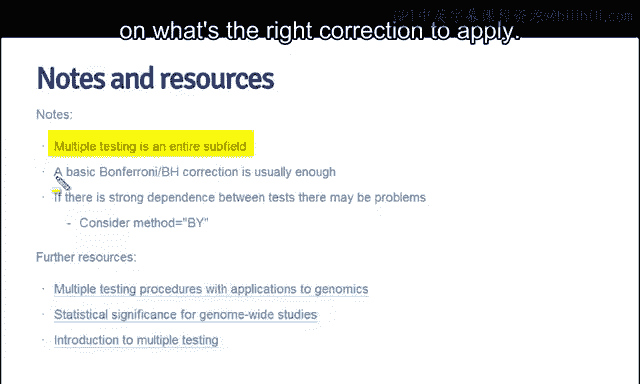 on what's the right correction to apply.
Notes and resources
Notes:
· Multiple testing is an entire subfield
· A basic Bonferroni/BH correction is usually enough
· If there is strong dependence between tests there may be problems
- Consider method="BY"
Further resources:
· Multiple testing procedures with applications to genomics
· Statistical significance for genome-wide studies
· Introduction to multiple testing